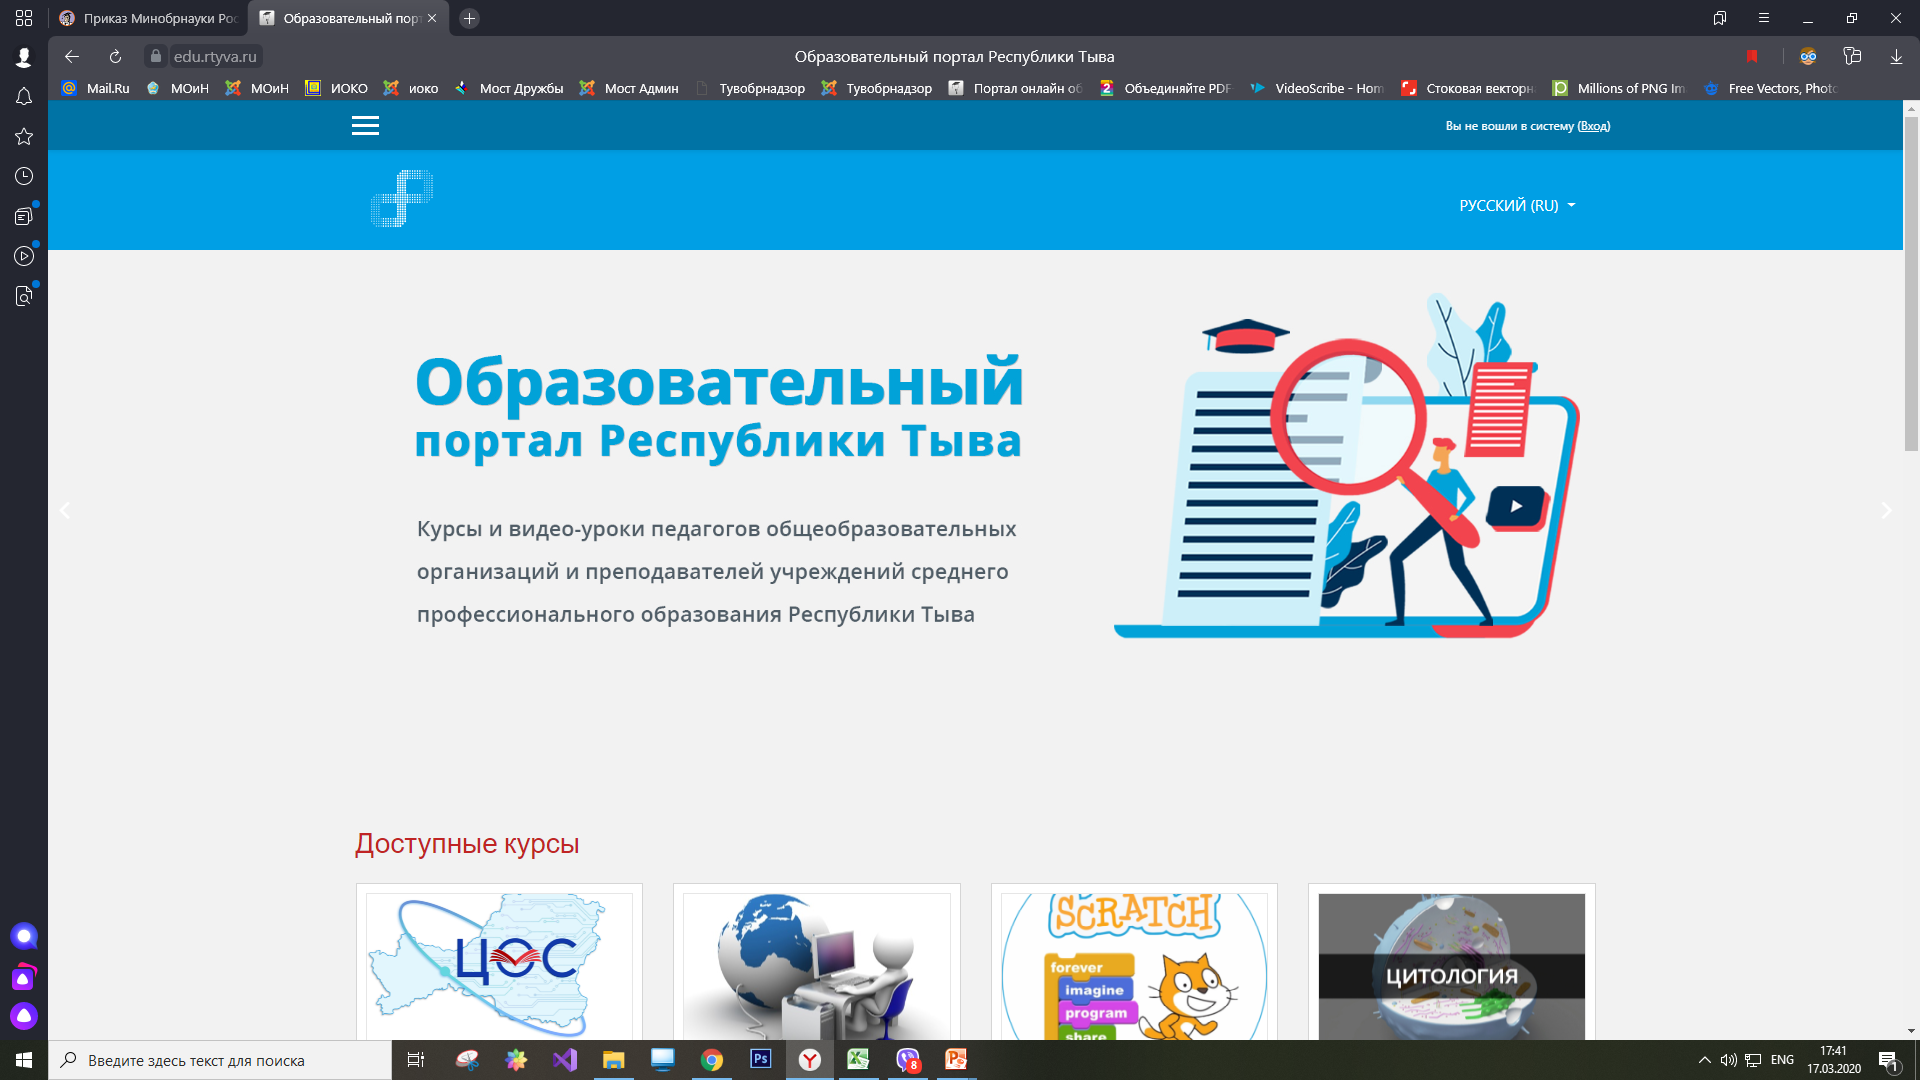 Приказ Минобрнауки Рос
Образовательный порт
edu.rtyva.ru
Образовательный портал Республики Тыва
Mail.Ru
МОиН
МОиН
ИОКО
иоко
Мост Дружбы
Мост Админ
Тувобрнадзор
Тувобрнадзор
Портал онлайн об
Объединяйте PDF-
VideoScribe - Hom
Стоковая векторн
Millions of PNG Im
Free Vectors, Photo
Вы не вошли в систему (Вход)
РУССКИЙ (RU)
Образовательный
портал Республики Тыва
Курсы и видео-уроки педагогов общеобразовательных
организаций и преподавателей учреждений среднего
профессионального образования Республики Тыва
Доступные курсы
ЦОС
SCRATCH
forever
imagine
program
share
ЦИТОЛОГИЯ
Введите здесь текст для поиска
Ps
8
ENG
17:41
17.03.2020
1